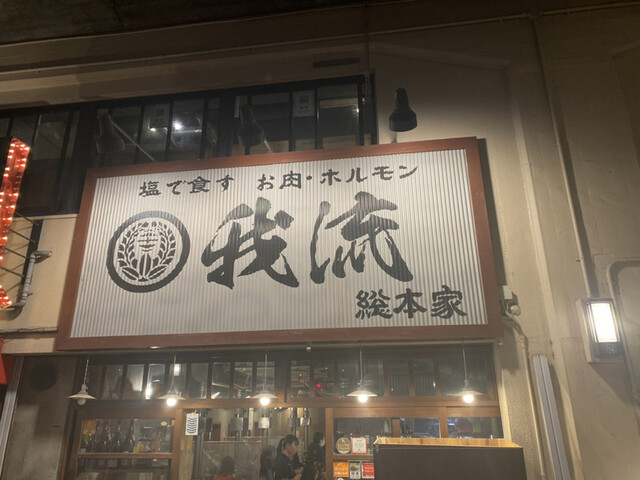 塩で食す お肉・ホルモン
我流
総本家